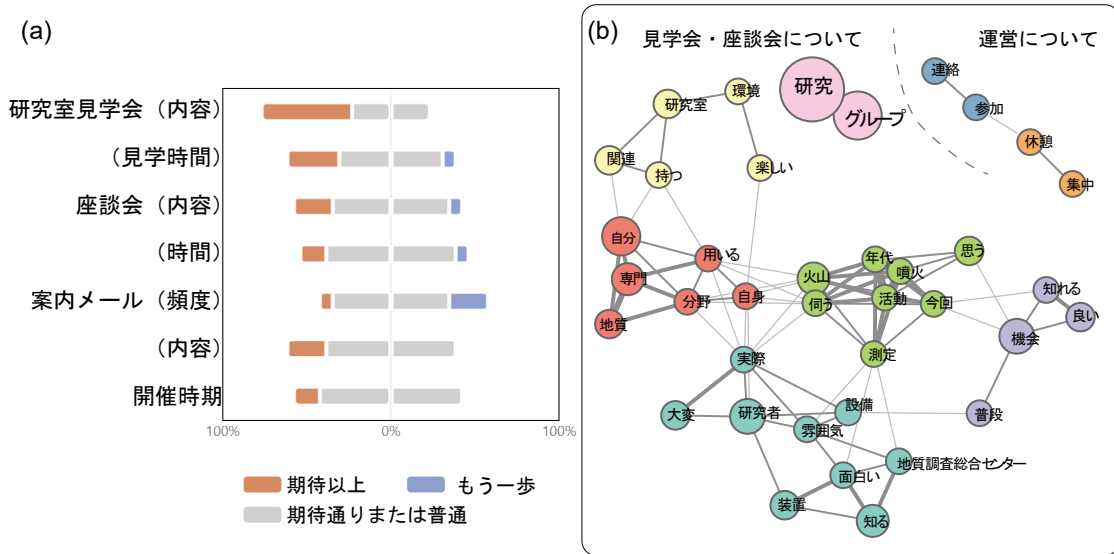 (a)
研究室見学会（内容）
（見学時間）
座談会（内容）
（時間）
案内メール（頻度）
（内容）
開催時期
100%
0%
100%
期待以上
もう一歩
期待通りまたは普通
(b)
見学会・座談会について
運営について
研究
グループ
連絡
参加
休憩
集中
環境
研究室
関連
持つ
楽しい
自分
専門
地質
用いる
分野
自身
火山
伺う
年代
噴火
活動
今回
思う
測定
知れる
良い
機会
普段
実際
大変
研究者
設備
雰囲気
面白い
地質調査総合センター
装置
知る